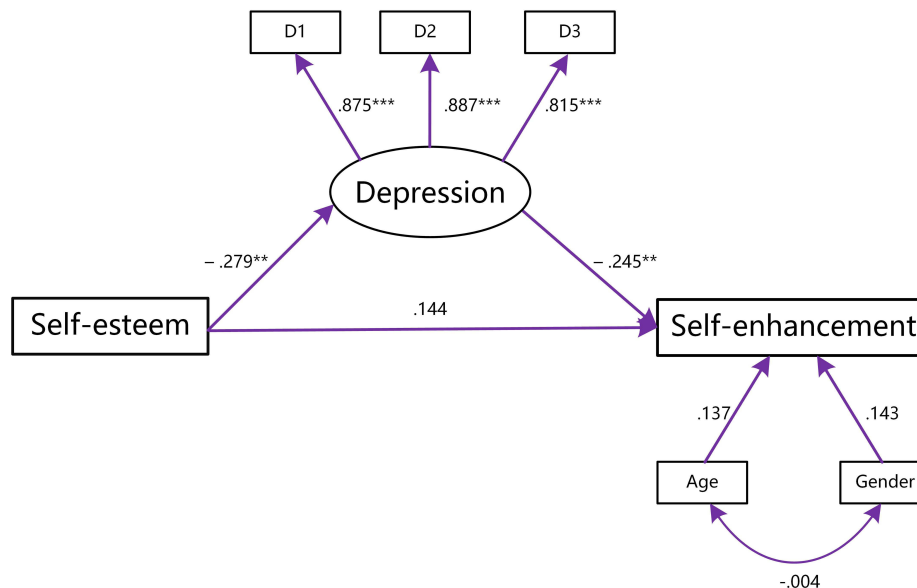 D1
D2
D3
.875***
.887***
.815***
Depression
– .279**
– .245**
Self-esteem
.144
Self-enhancement
.137
.143
Age
Gender
-.004